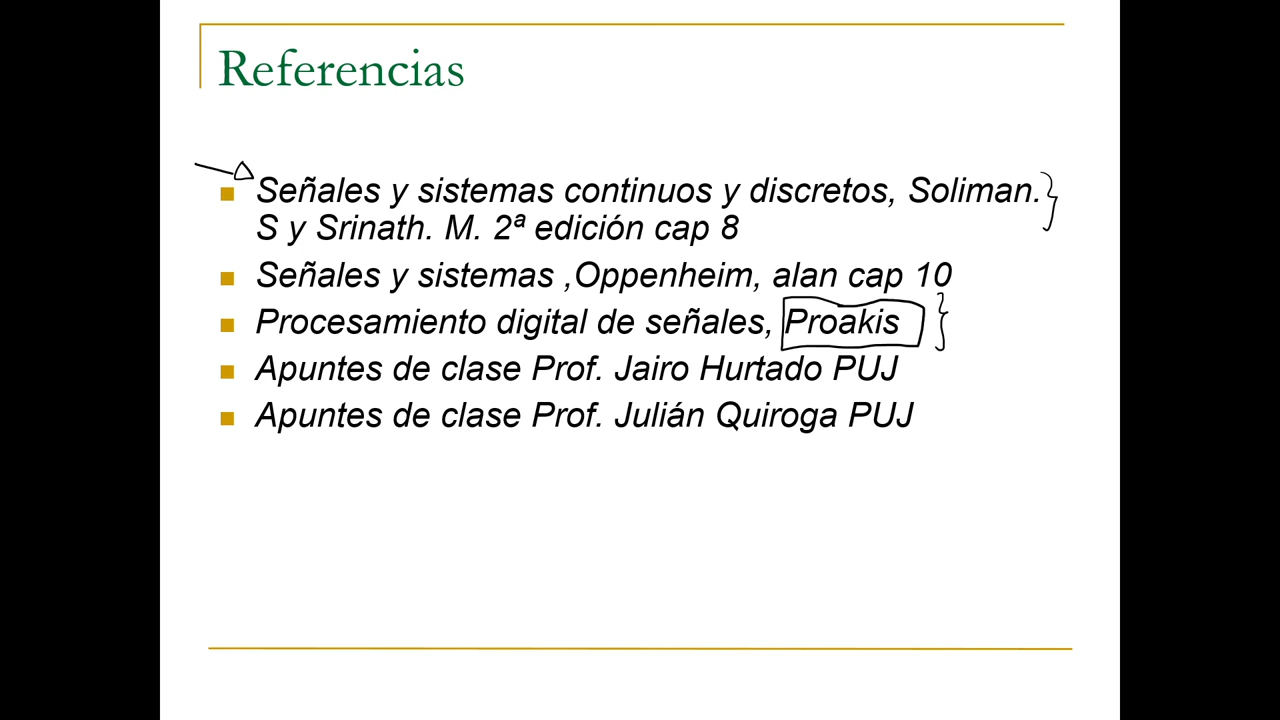 Referencias
Señales y sistemas continuos y discretos, Soliman.
S y Srinath. M. 2ª edición cap 8
Señales y sistemas ,Oppenheim, alan cap 10
Procesamiento digital de señales, Proakis
Apuntes de clase Prof. Jairo Hurtado PUJ
Apuntes de clase Prof. Julián Quiroga PUJ